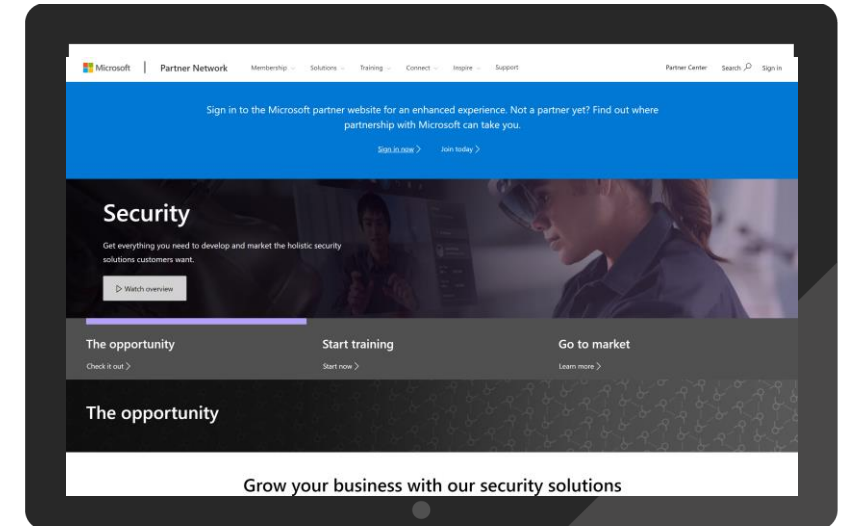 Microsoft Partner Network Membership Solutions Training Connect Inspire Support Partner Center Search Sign in
Sign in to the Microsoft partner website for an enhanced experience. Not a partner yet? Find out where
partnership with Microsoft can take you.
Sign in now Join today
Security
Get everything you need to develop and market the holistic security
solutions customers want.
Watch overview
The opportunity Start training Go to market
Check it out Start now Learn more
The opportunity
Grow your business with our security solutions